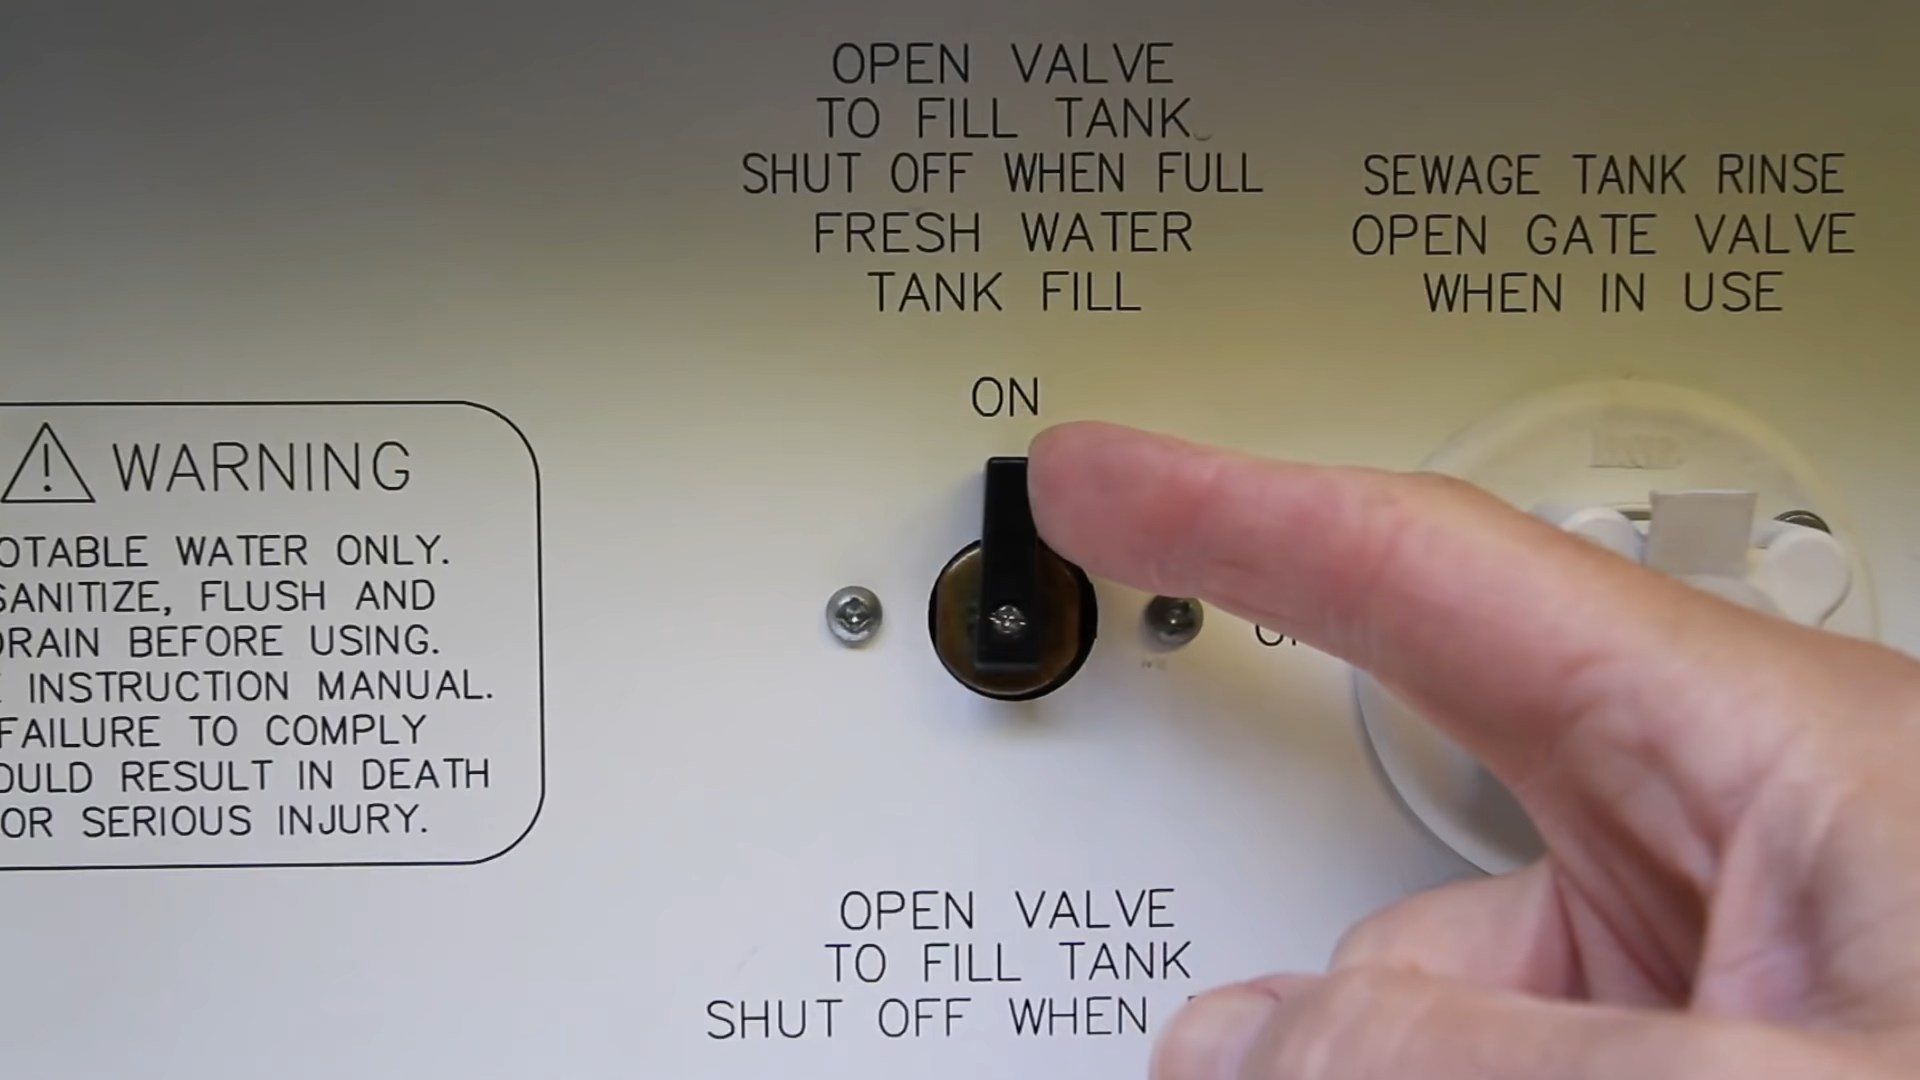 OPEN VALVE
TO FILL TANK
SHUT OFF WHEN FULL
FRESH WATER
TANK FILL
ON
SEWAGE TANK RINSE
OPEN GATE VALVE
WHEN IN USE
WARNING
OTABLE WATER ONLY.
SANITIZE, FLUSH AND
DRAIN BEFORE USING.
INSTRUCTION MANUAL.
FAILURE TO COMPLY
OULD RESULT IN DEATH
OR SERIOUS INJURY.
OPEN VALVE
TO FILL TANK
SHUT OFF WHEN